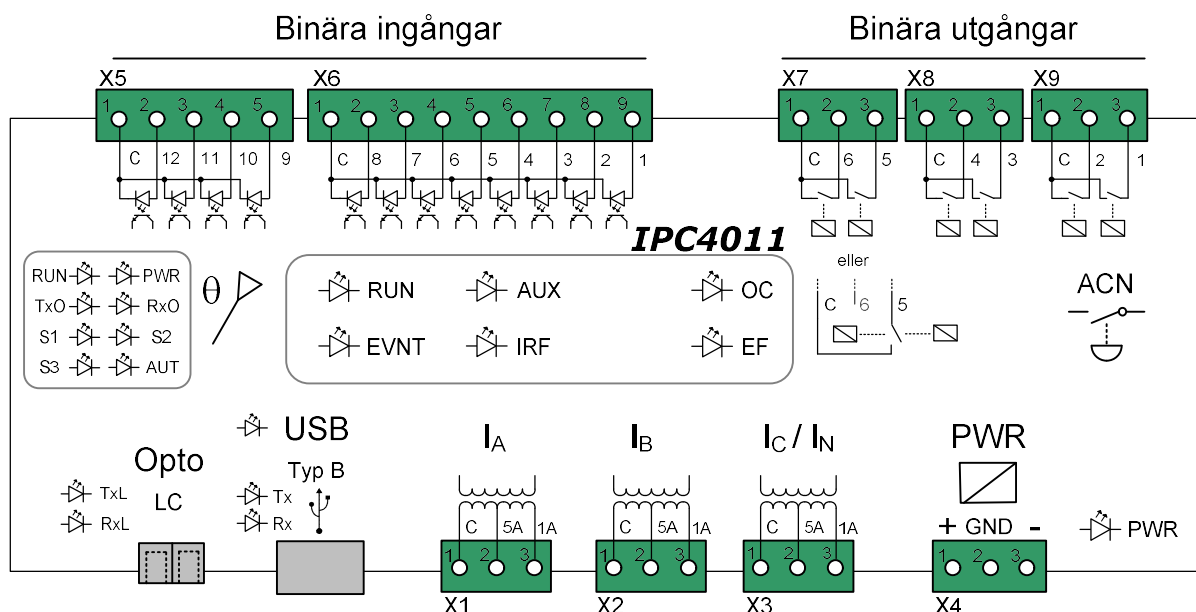 Binära ingångar
Binära utgångar
X5
X6
X7
X8
X9
1 2 3 4 5
1 2 3 4 5 6 7 8 9
1 2 3
1 2 3
1 2 3
C 12 11 10 9
C 8 7 6 5 4 3 2 1
C 6 5
C 4 3
C 2 1
IPC4011
RUN PWR
TxO RxO
S1 S2
S3 AUT
θ
RUN AUX OC
EVNT IRF EF
eller
C 6 5
ACN
Opto
LC
TxL
RxL
USB
Typ B
Tx
Rx
IA
IB
IC / IN
PWR
C 5A 1A
C 5A 1A
C 5A 1A
+ GND -
PWR
1 2 3
1 2 3
1 2 3
1 2 3
X1
X2
X3
X4